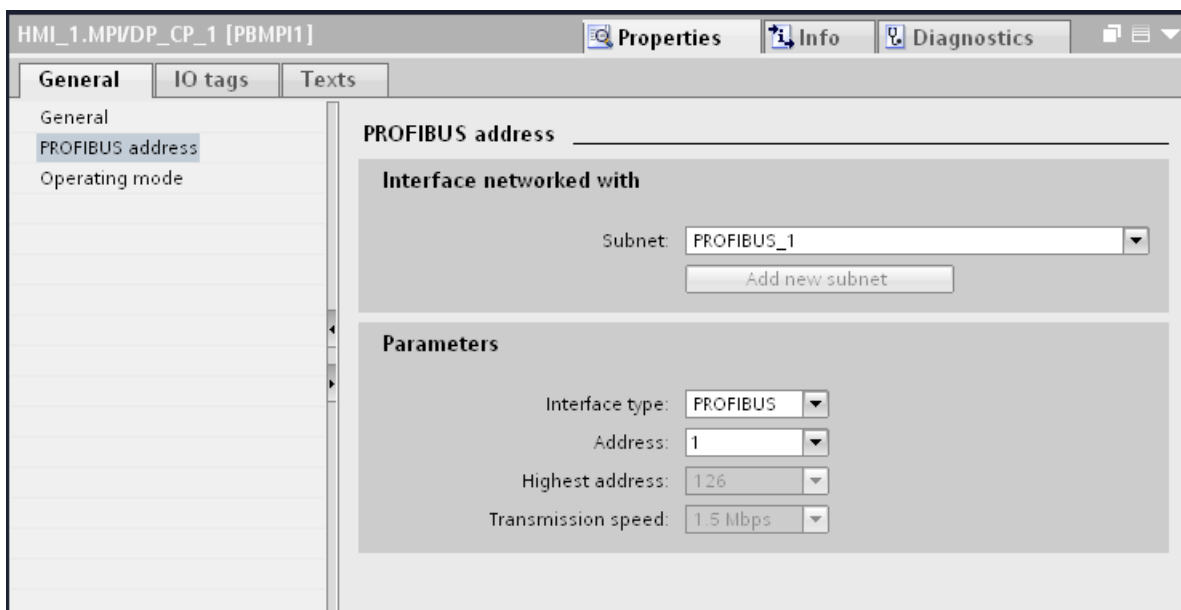 HMI_1.MPI/DP_CP_1 [PBMPI1]
Properties
Info
Diagnostics
General
IO tags
Texts
General
PROFIBUS address
Operating mode
PROFIBUS address
Interface networked with
Subnet: PROFIBUS_1
Add new subnet
Parameters
Interface type: PROFIBUS
Address: 1
Highest address: 126
Transmission speed: 1.5 Mbps